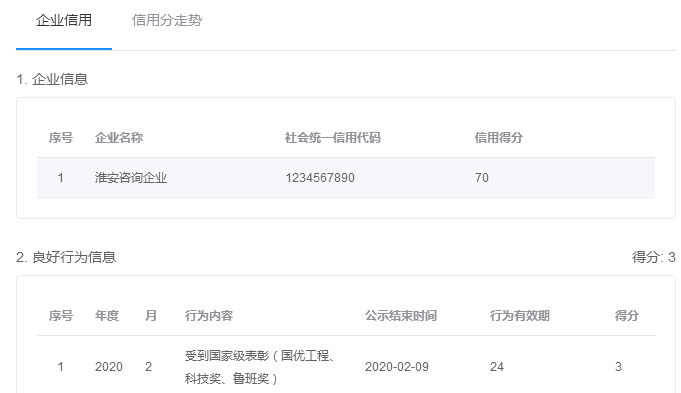 企业信用 信用分走势
1. 企业信息
序号 企业名称 社会统一信用代码 信用得分
1 淮安咨询企业 1234567890 70
2. 良好行为信息 得分: 3
序号 年度 月 行为内容 公示结束时间 行为有效期 得分
1 2020 2 受到国家级表彰（国优工程、 2020-02-09 24 3
科技奖、鲁班奖）